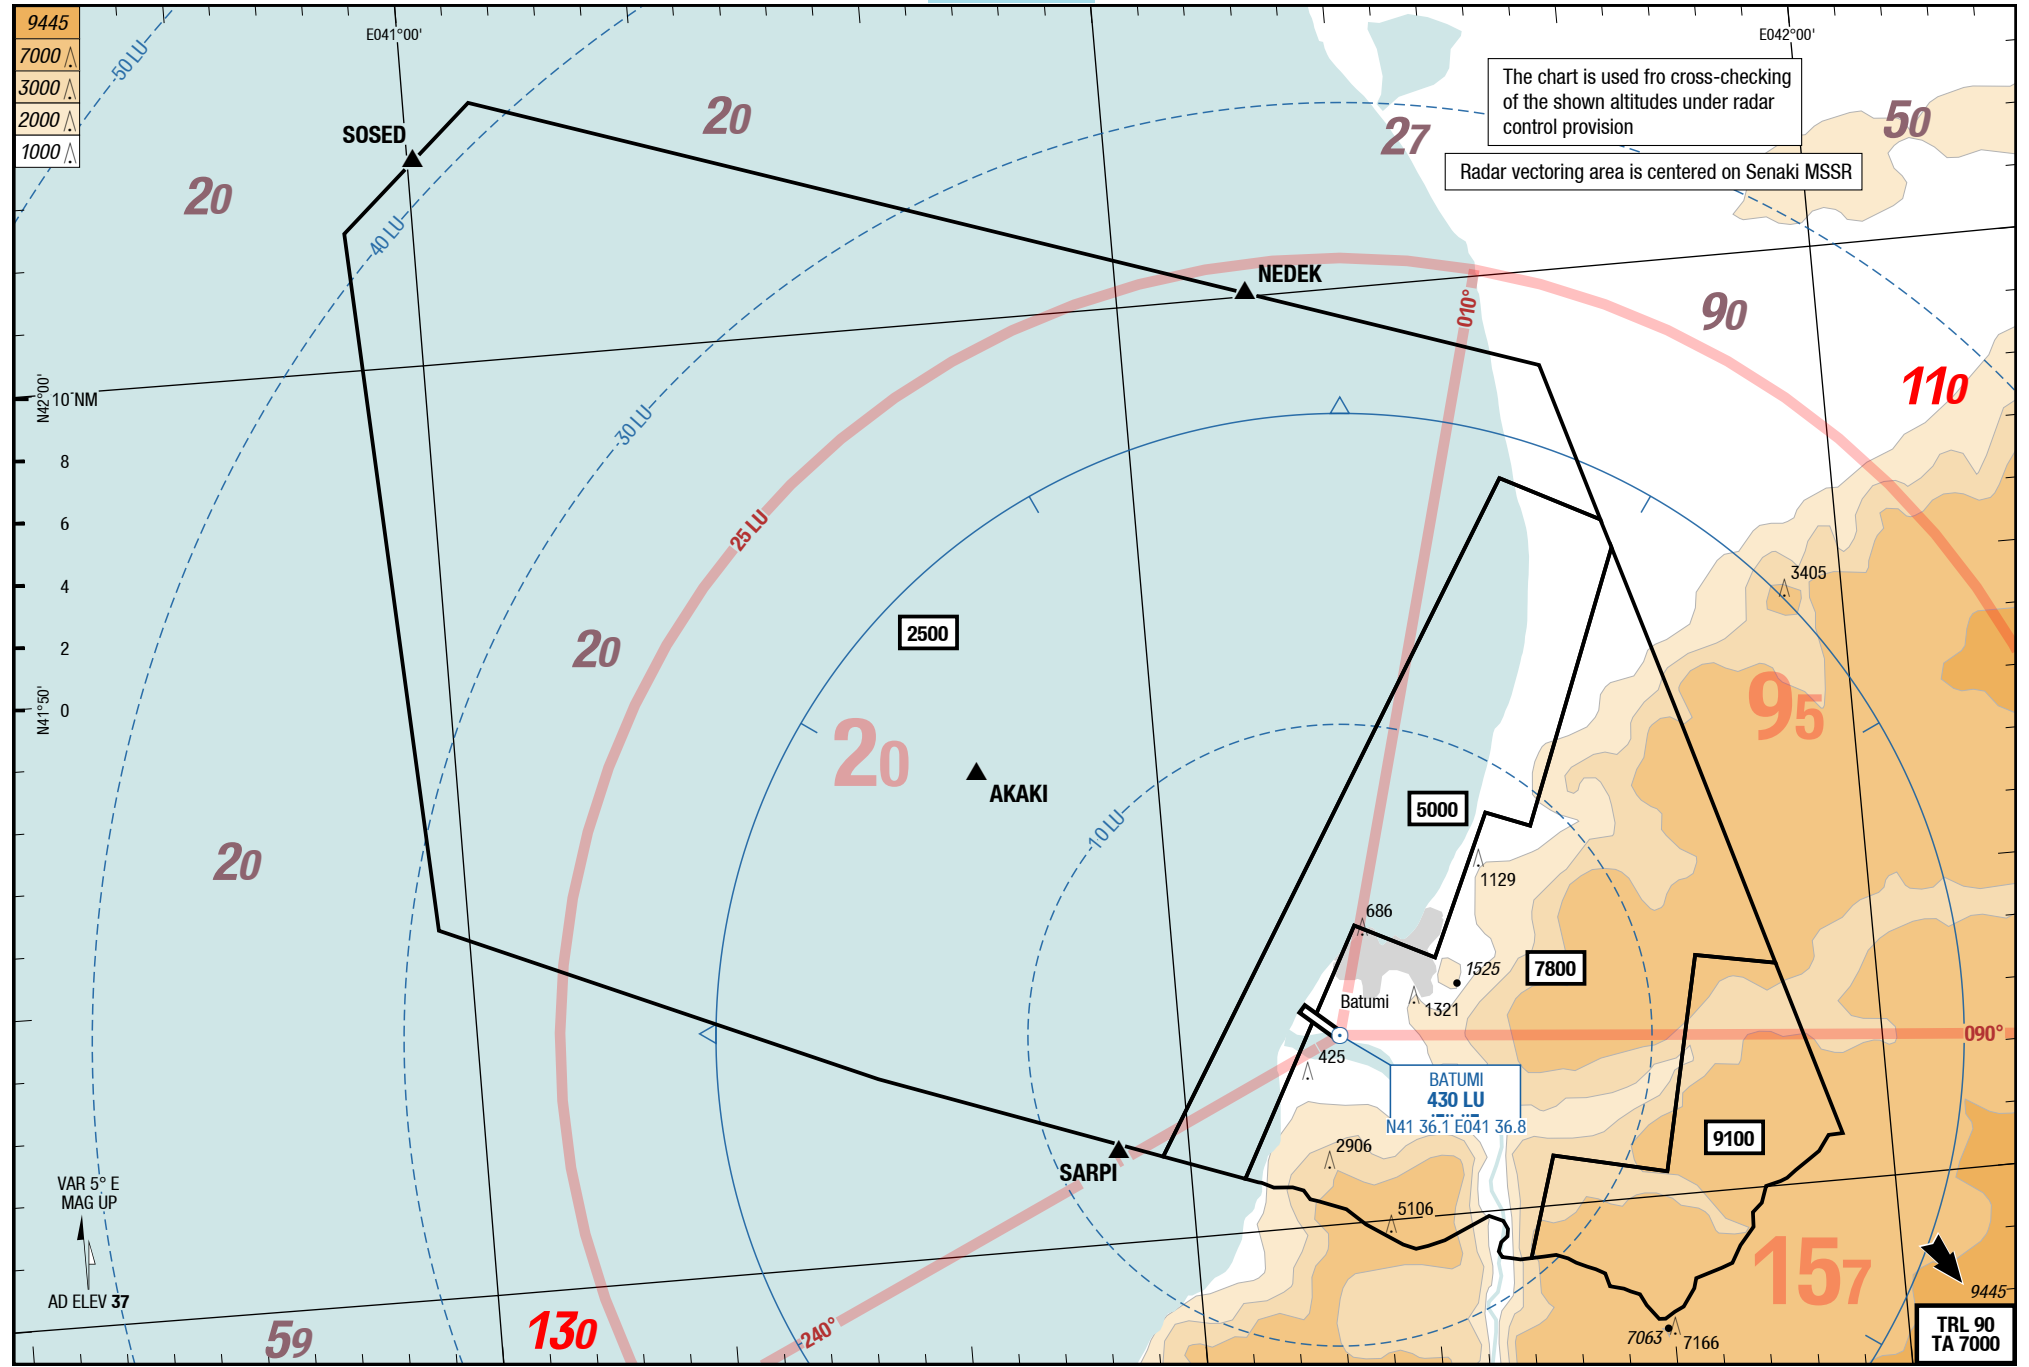 9445
7000
3000
2000
1000
50 LU
E041°00'
E042°00'
The chart is used fro cross-checking
of the shown altitudes under radar
control provision
Radar vectoring area is centered on Senaki MSSR
20
27
50
SOSED
20
40 LU
NEDEK
010°
90
110
N42°00'
10 NM
30 LU
8
6
4
2
0
N41°50'
25 LU
3405
2500
20
20
95
AKAKI
5000
10 LU
20
1129
686
1525
7800
Batumi
1321
090°
425
BATUMI
430 LU
N41 36.1 E041 36.8
9100
2906
SARPI
5106
VAR 5° E
MAG UP
AD ELEV 37
157
9445
59
130
240°
7063
7166
TRL 90
TA 7000